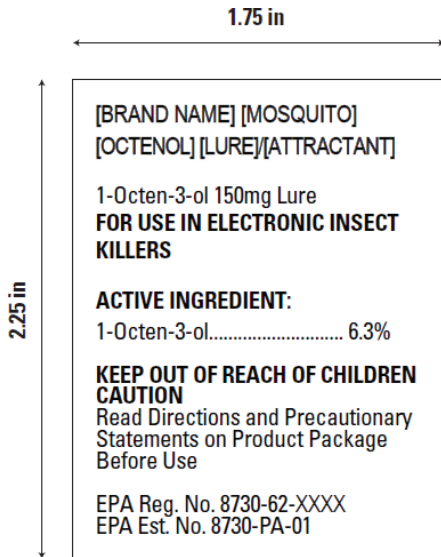 1.75 in
2.25 in
[BRAND NAME] [MOSQUITO]
[OCTENOL] [LURE]/[ATTRACTANT]
1-Octen-3-ol 150mg Lure
FOR USE IN ELECTRONIC INSECT
KILLERS
ACTIVE INGREDIENT:
1-Octen-3-ol............................ 6.3%
KEEP OUT OF REACH OF CHILDREN
CAUTION
Read Directions and Precautionary
Statements on Product Package
Before Use
EPA Reg. No. 8730-62-XXXX
EPA Est. No. 8730-PA-01